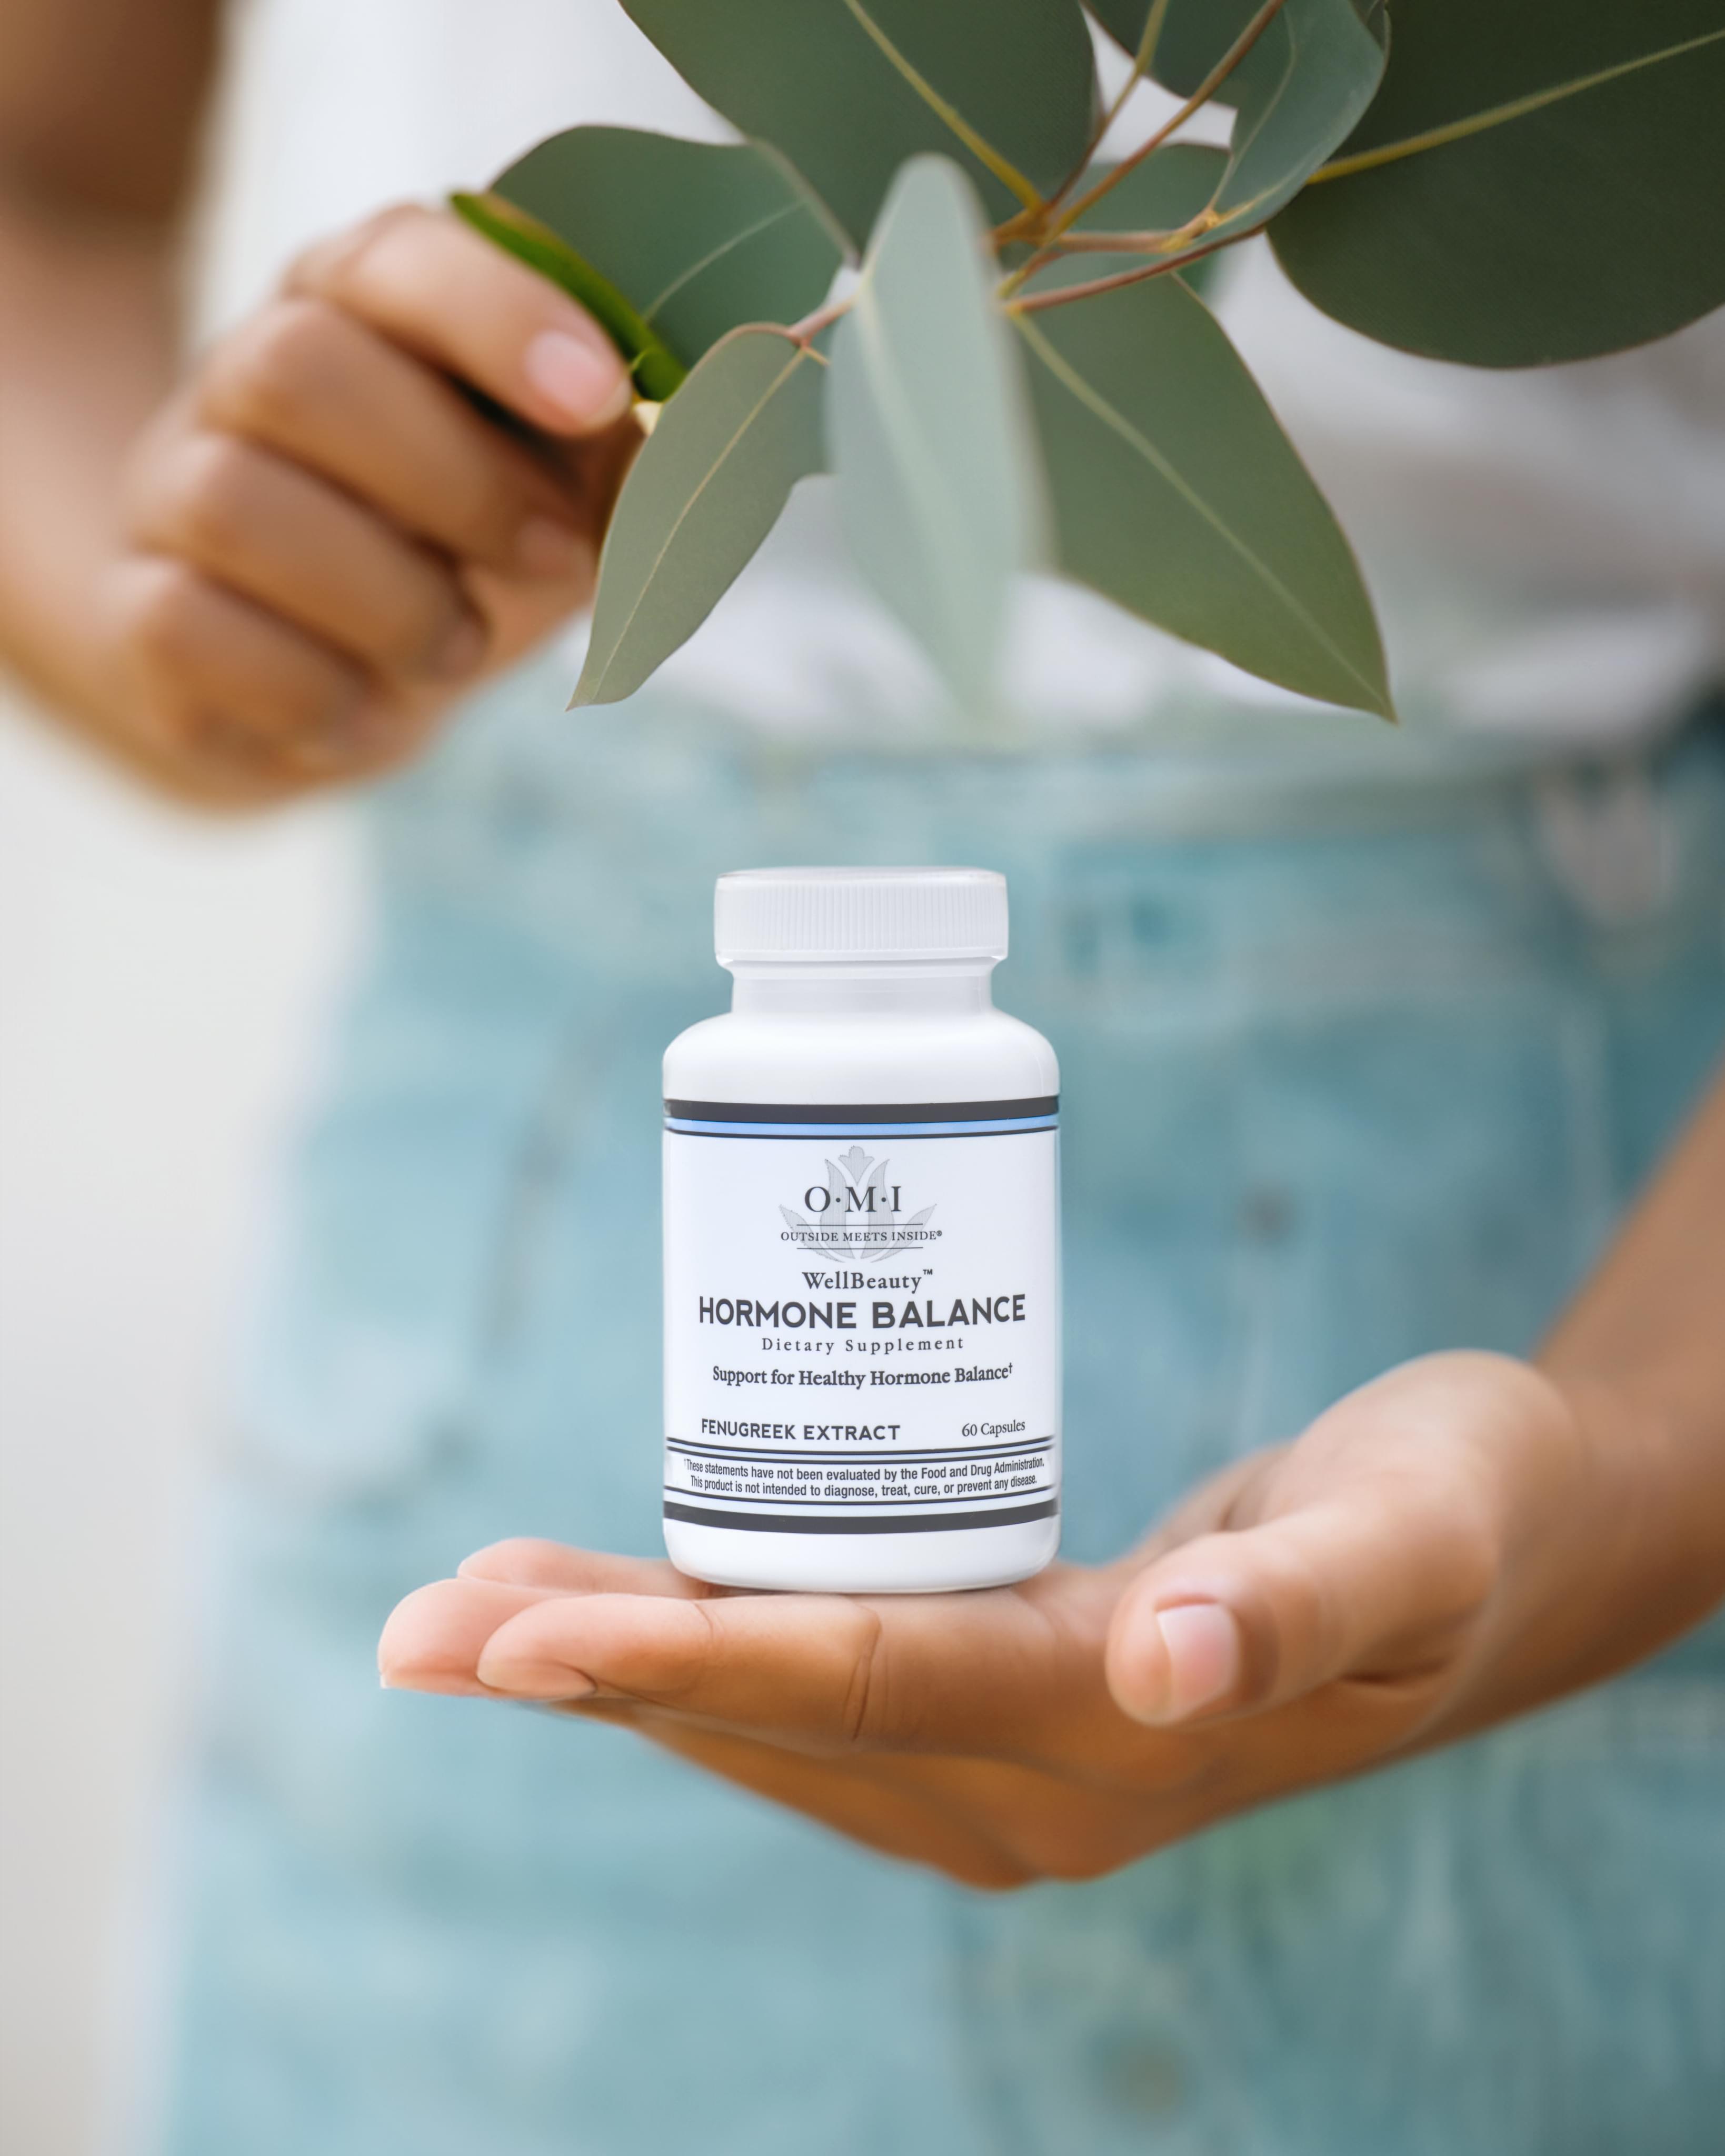 O·M·I
OUTSIDE MEETS INSIDE®
WellBeauty™
HORMONE BALANCE
Dietary Supplement
Support for Healthy Hormone Balance†
FENUGREEK EXTRACT 60 Capsules
†These statements have not been evaluated by the Food and Drug Administration.
This product is not intended to diagnose, treat, cure, or prevent any disease.